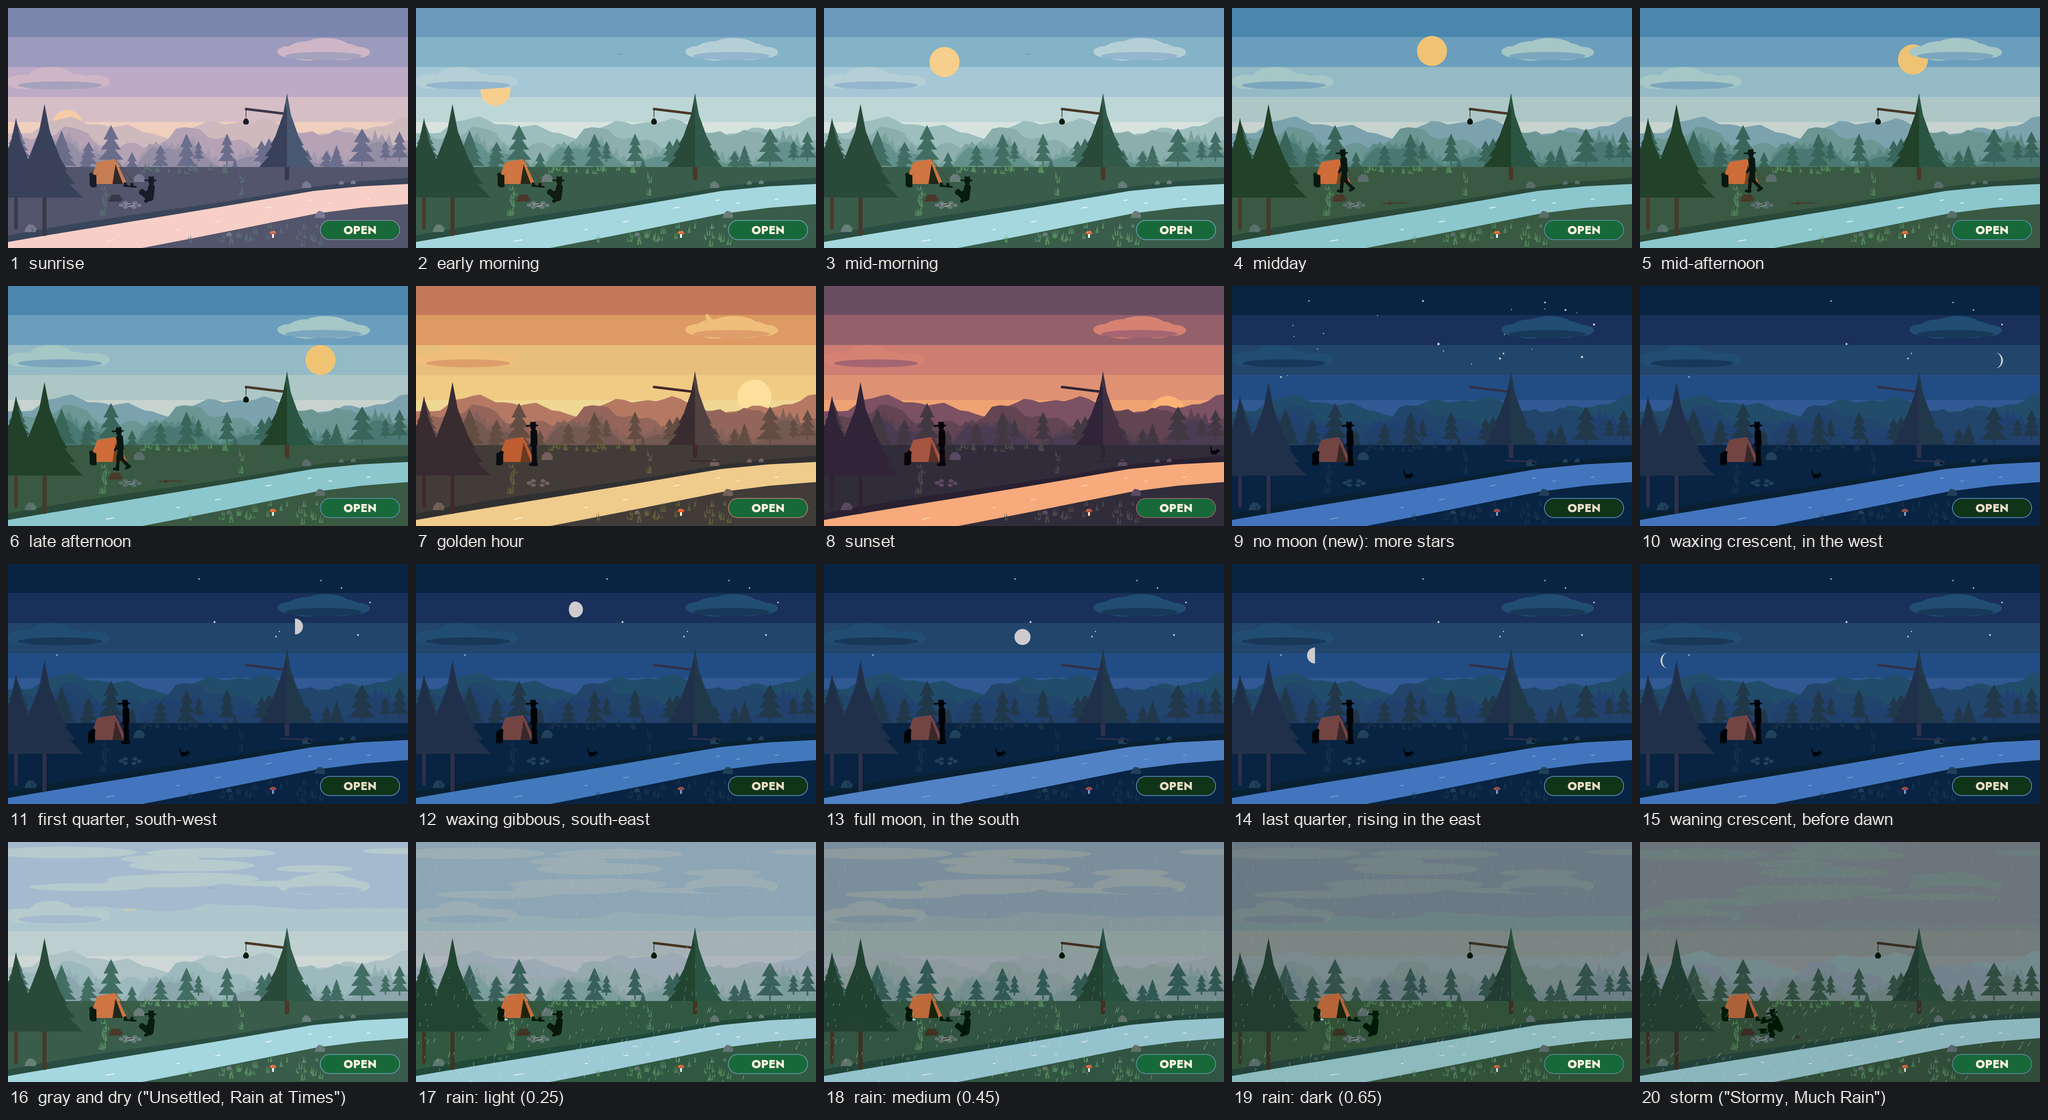 OPEN
OPEN
OPEN
OPEN
OPEN
1 sunrise
2 early morning
3 mid-morning
4 midday
5 mid-afternoon
OPEN
OPEN
OPEN
OPEN
OPEN
6 late afternoon
7 golden hour
8 sunset
9 no moon (new): more stars
10 waxing crescent, in the west
OPEN
OPEN
OPEN
OPEN
OPEN
11 first quarter, south-west
12 waxing gibbous, south-east
13 full moon, in the south
14 last quarter, rising in the east
15 waning crescent, before dawn
OPEN
OPEN
OPEN
OPEN
OPEN
16 gray and dry ("Unsettled, Rain at Times")
17 rain: light (0.25)
18 rain: medium (0.45)
19 rain: dark (0.65)
20 storm ("Stormy, Much Rain")